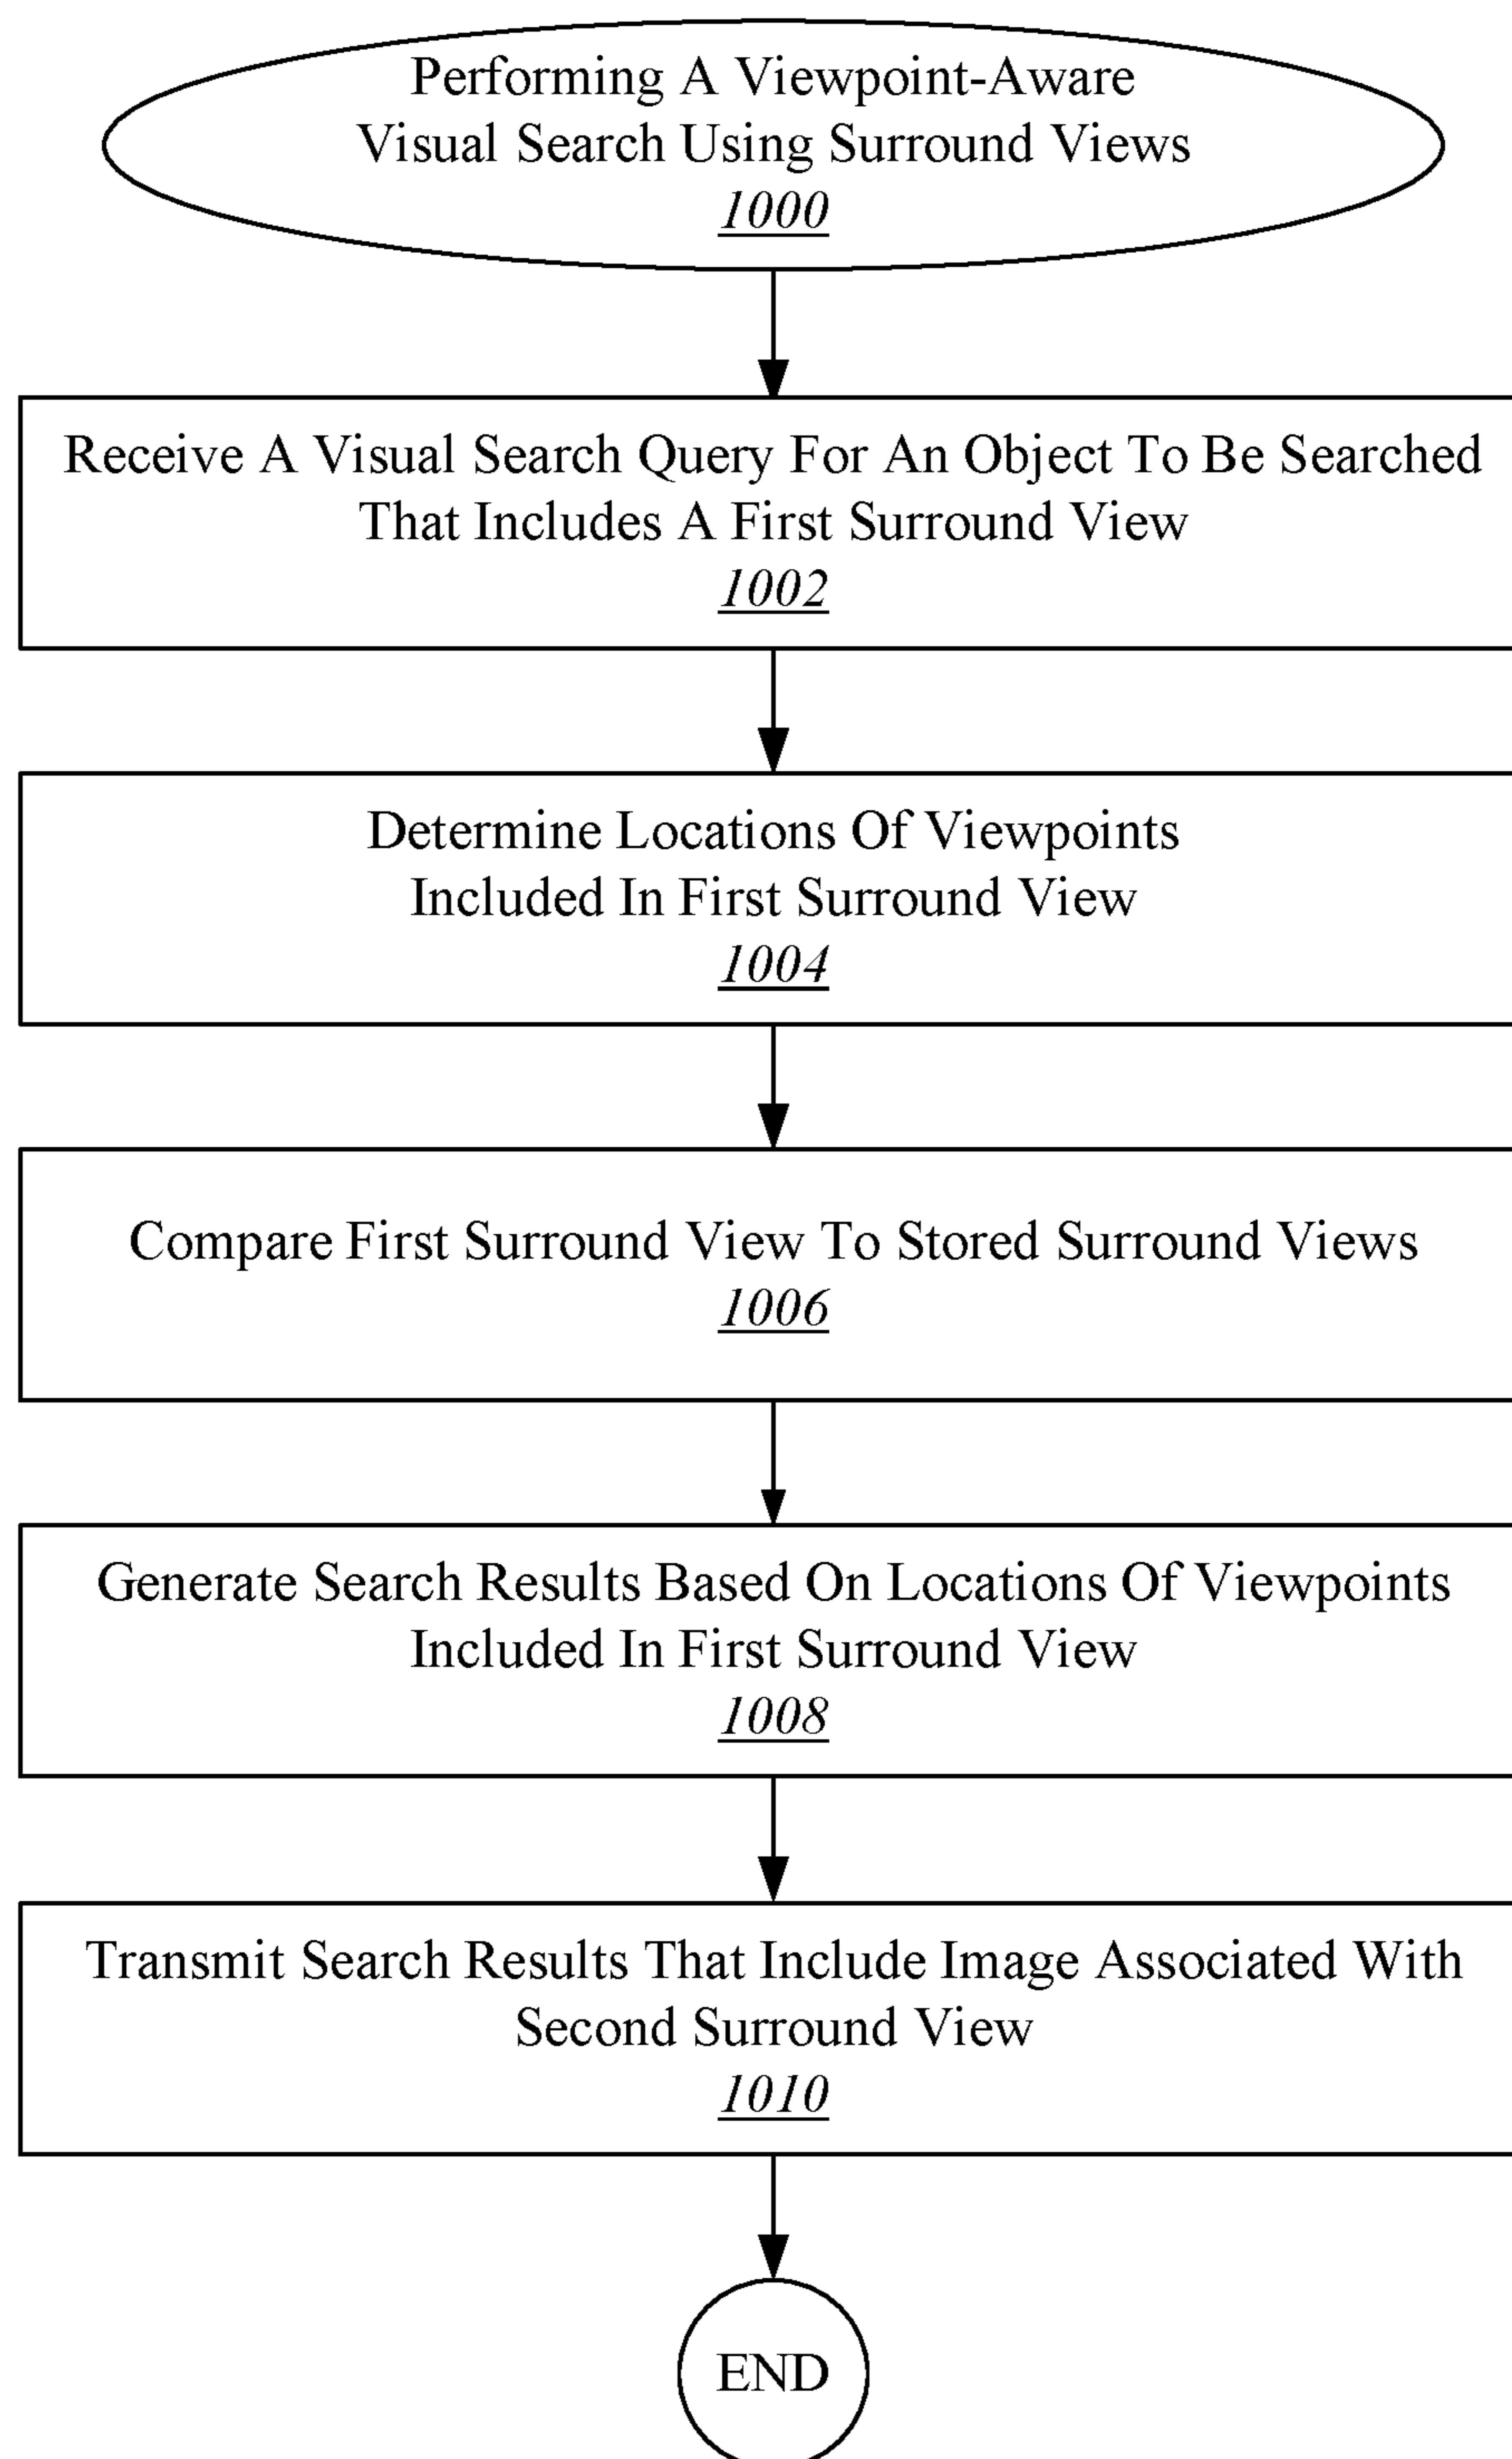 Performing A Viewpoint-Aware
Visual Search Using Surround Views
1000
Receive A Visual Search Query For An Object To Be Searched
That Includes A First Surround View
1002
Determine Locations Of Viewpoints
Included In First Surround View
1004
Compare First Surround View To Stored Surround Views
1006
Generate Search Results Based On Locations Of Viewpoints
Included In First Surround View
1008
Transmit Search Results That Include Image Associated With
Second Surround View
1010
END